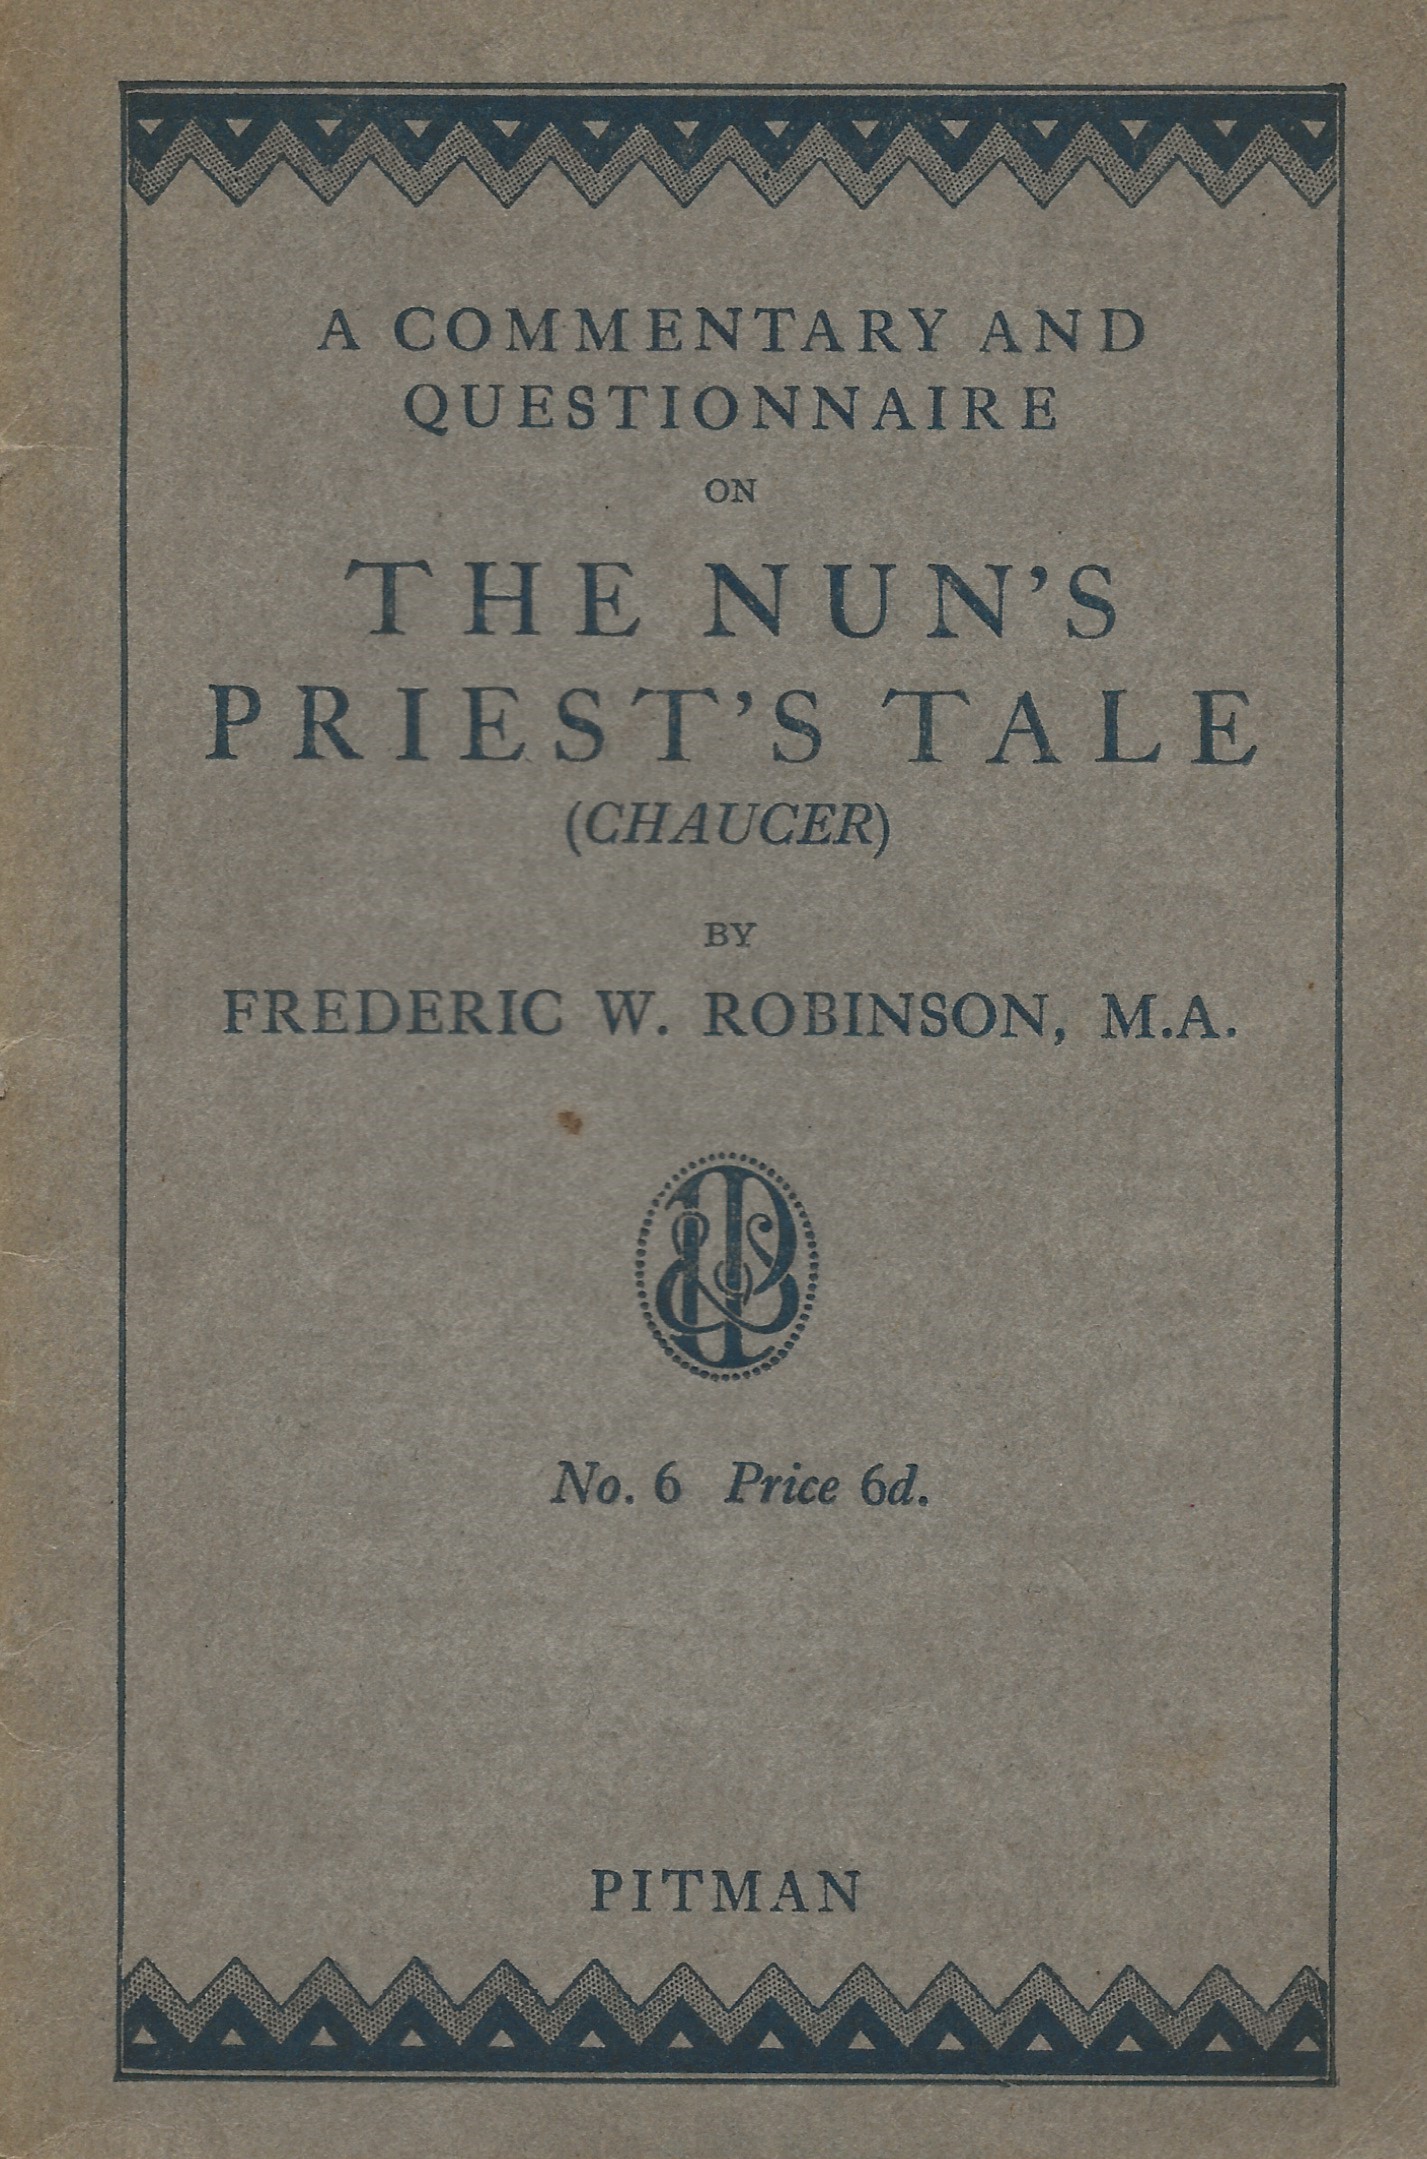 A COMMENTARY AND
QUESTIONNAIRE
ON
THE NUN'S
PRIEST'S TALE
(CHAUCER)
BY
FREDERIC W. ROBINSON, M.A.
No. 6 Price 6d.
PITMAN